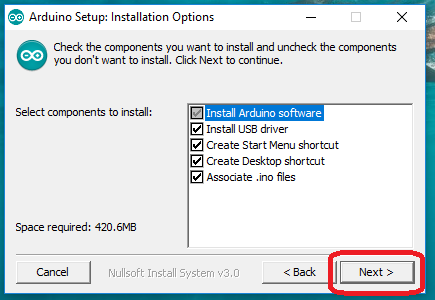 Arduino Setup: Installation Options
Check the components you want to install and uncheck the components
you don't want to install. Click Next to continue.
Select components to install:
Install Arduino software
Install USB driver
Create Start Menu shortcut
Create Desktop shortcut
Associate .ino files
Space required: 420.6MB
Cancel
Nullsoft Install System v3.0
< Back
Next >